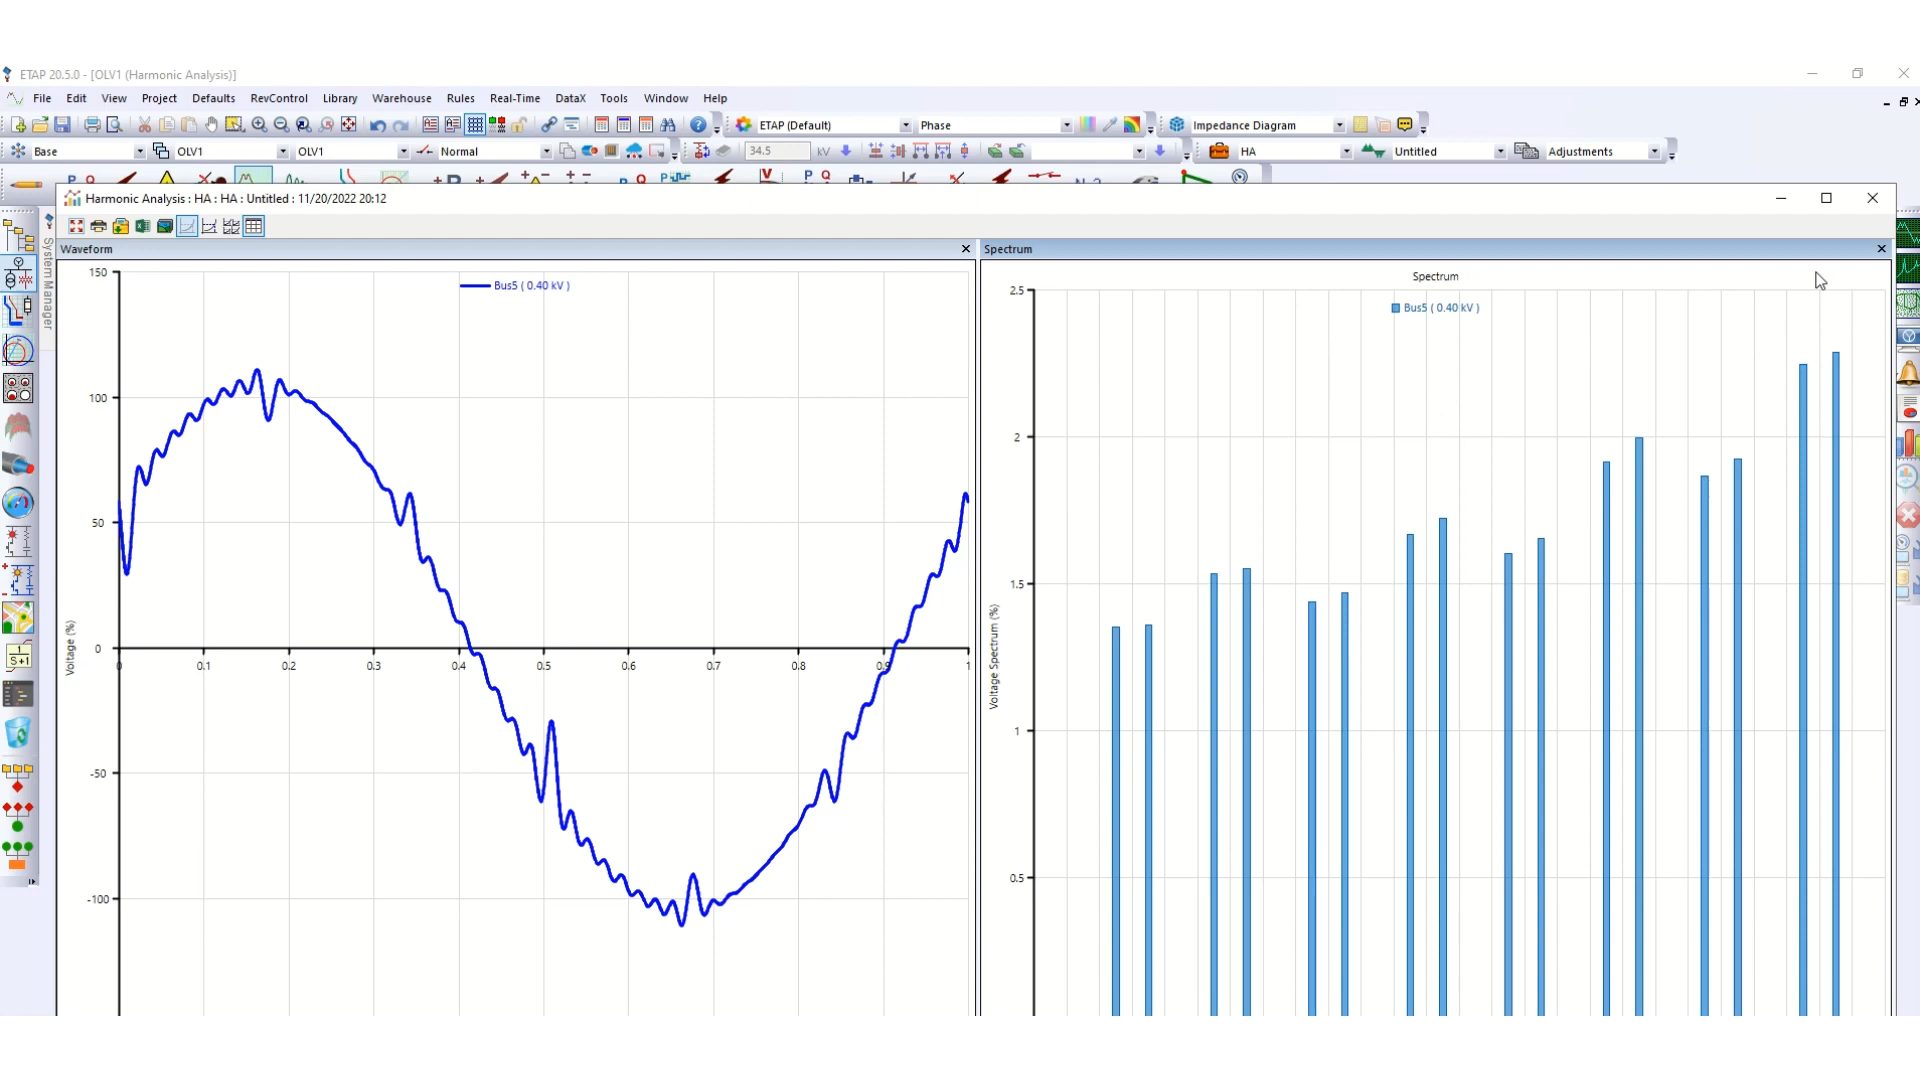 ETAP 20.5.0 - [OLV1 (Harmonic Analysis)]
File Edit View Project Defaults RevControl Library Warehouse Rules Real-Time DataX Tools Window Help
ETAP (Default) Phase Impedance Diagram
Base OLV1 OLV1 Normal 34.5 kV HA Untitled Adjustments
Harmonic Analysis : HA : HA : Untitled : 11/20/2022 20:12
System Manager
Waveform
Spectrum
150
100
50
0
-50
-100
Voltage (%)
Bus5 ( 0.40 kV )
0 0.1 0.2 0.3 0.4 0.5 0.6 0.7 0.8 0.9 1
Spectrum
Bus5 ( 0.40 kV )
2.5
2
1.5
1
0.5
Voltage Spectrum (%)
1
S+1